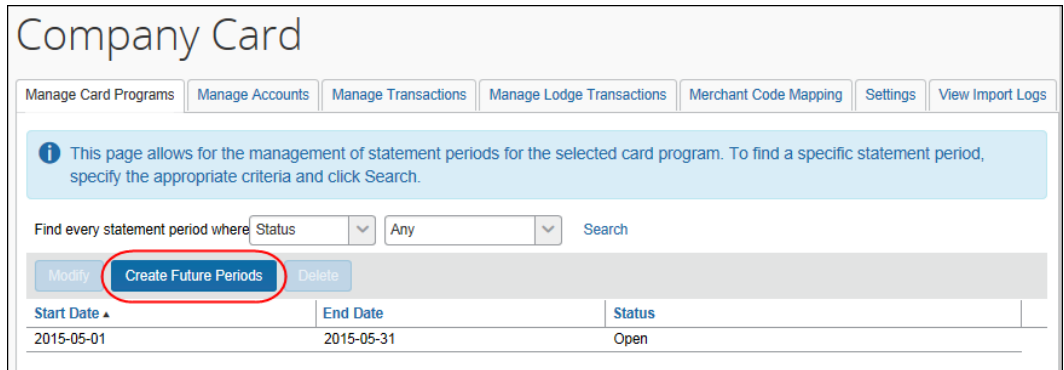 Company Card
Manage Card Programs Manage Accounts Manage Transactions Manage Lodge Transactions Merchant Code Mapping Settings View Import Logs
This page allows for the management of statement periods for the selected card program. To find a specific statement period,
specify the appropriate criteria and click Search.
Find every statement period where Status Any Search
Modify Create Future Periods Delete
Start Date End Date Status
2015-05-01 2015-05-31 Open